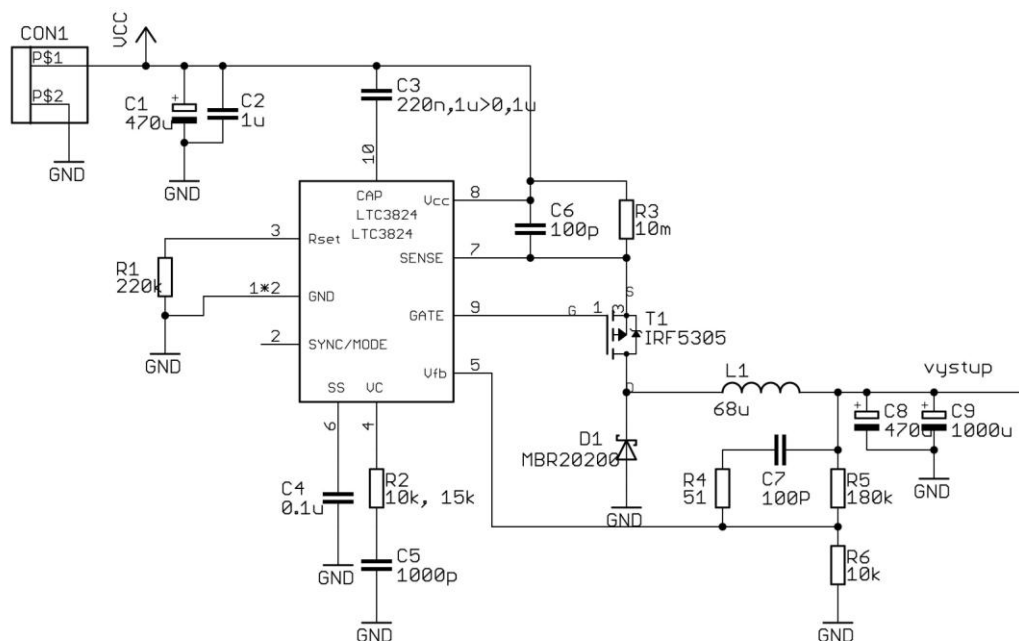 CON1
P$1
P$2
GND
VCC
C1
470u
+
C2
1u
GND
C3
220n,1u>0,1u
10
CAP
LTC3824
LTC3824
Vcc
8
SENSE
7
GATE
9
Vfb
5
3
Rset
1*2
GND
2
SYNC/MODE
SS
VC
6
4
R1
220k
GND
C6
100p
R3
10m
S
G
1
3
T1
IRF5305
D
L1
68u
vystup
+
C8
470u
+
C9
1000u
GND
D1
MBR20200
GND
R4
51
C7
100P
R5
180k
R6
10k
GND
C4
0.1u
GND
R2
10k, 15k
C5
1000p
GND